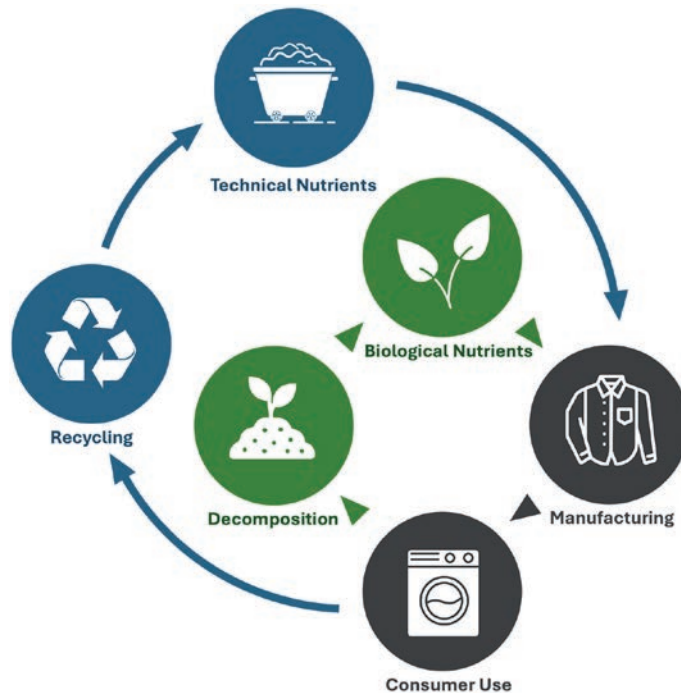 Technical Nutrients
Biological Nutrients
Recycling
Decomposition
Manufacturing
Consumer Use